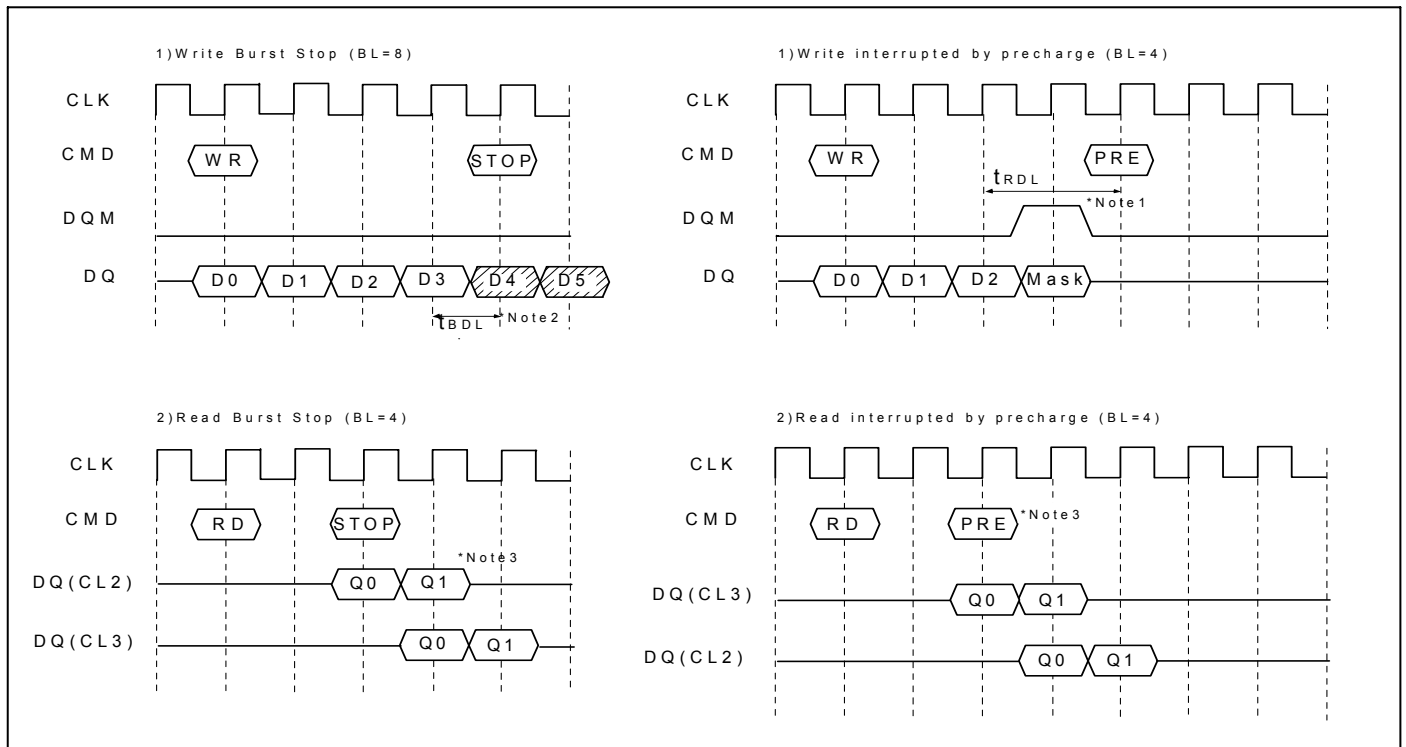 1)Write Burst Stop (BL=8)
CLK
CMD WR STOP
DQM
DQ D0 D1 D2 D3 D4 D5
tBDL *Note2
1)Write interrupted by precharge (BL=4)
CLK
CMD WR PRE
tRDL *Note1
DQM
DQ D0 D1 D2 Mask
2)Read Burst Stop (BL=4)
CLK
CMD RD STOP
*Note3
DQ(CL2) Q0 Q1
DQ(CL3) Q0 Q1
2)Read interrupted by precharge (BL=4)
CLK
CMD RD PRE *Note3
DQ(CL3) Q0 Q1
DQ(CL2) Q0 Q1